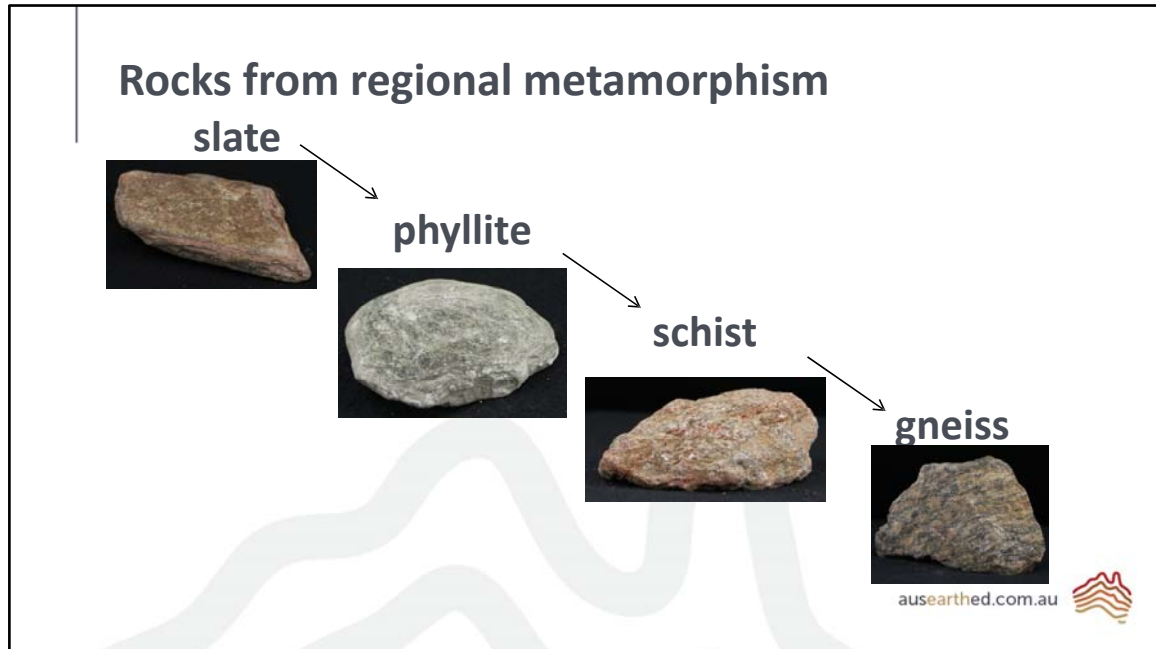 Rocks from regional metamorphism
slate
phyllite
schist
gneiss
ausearthed.com.au